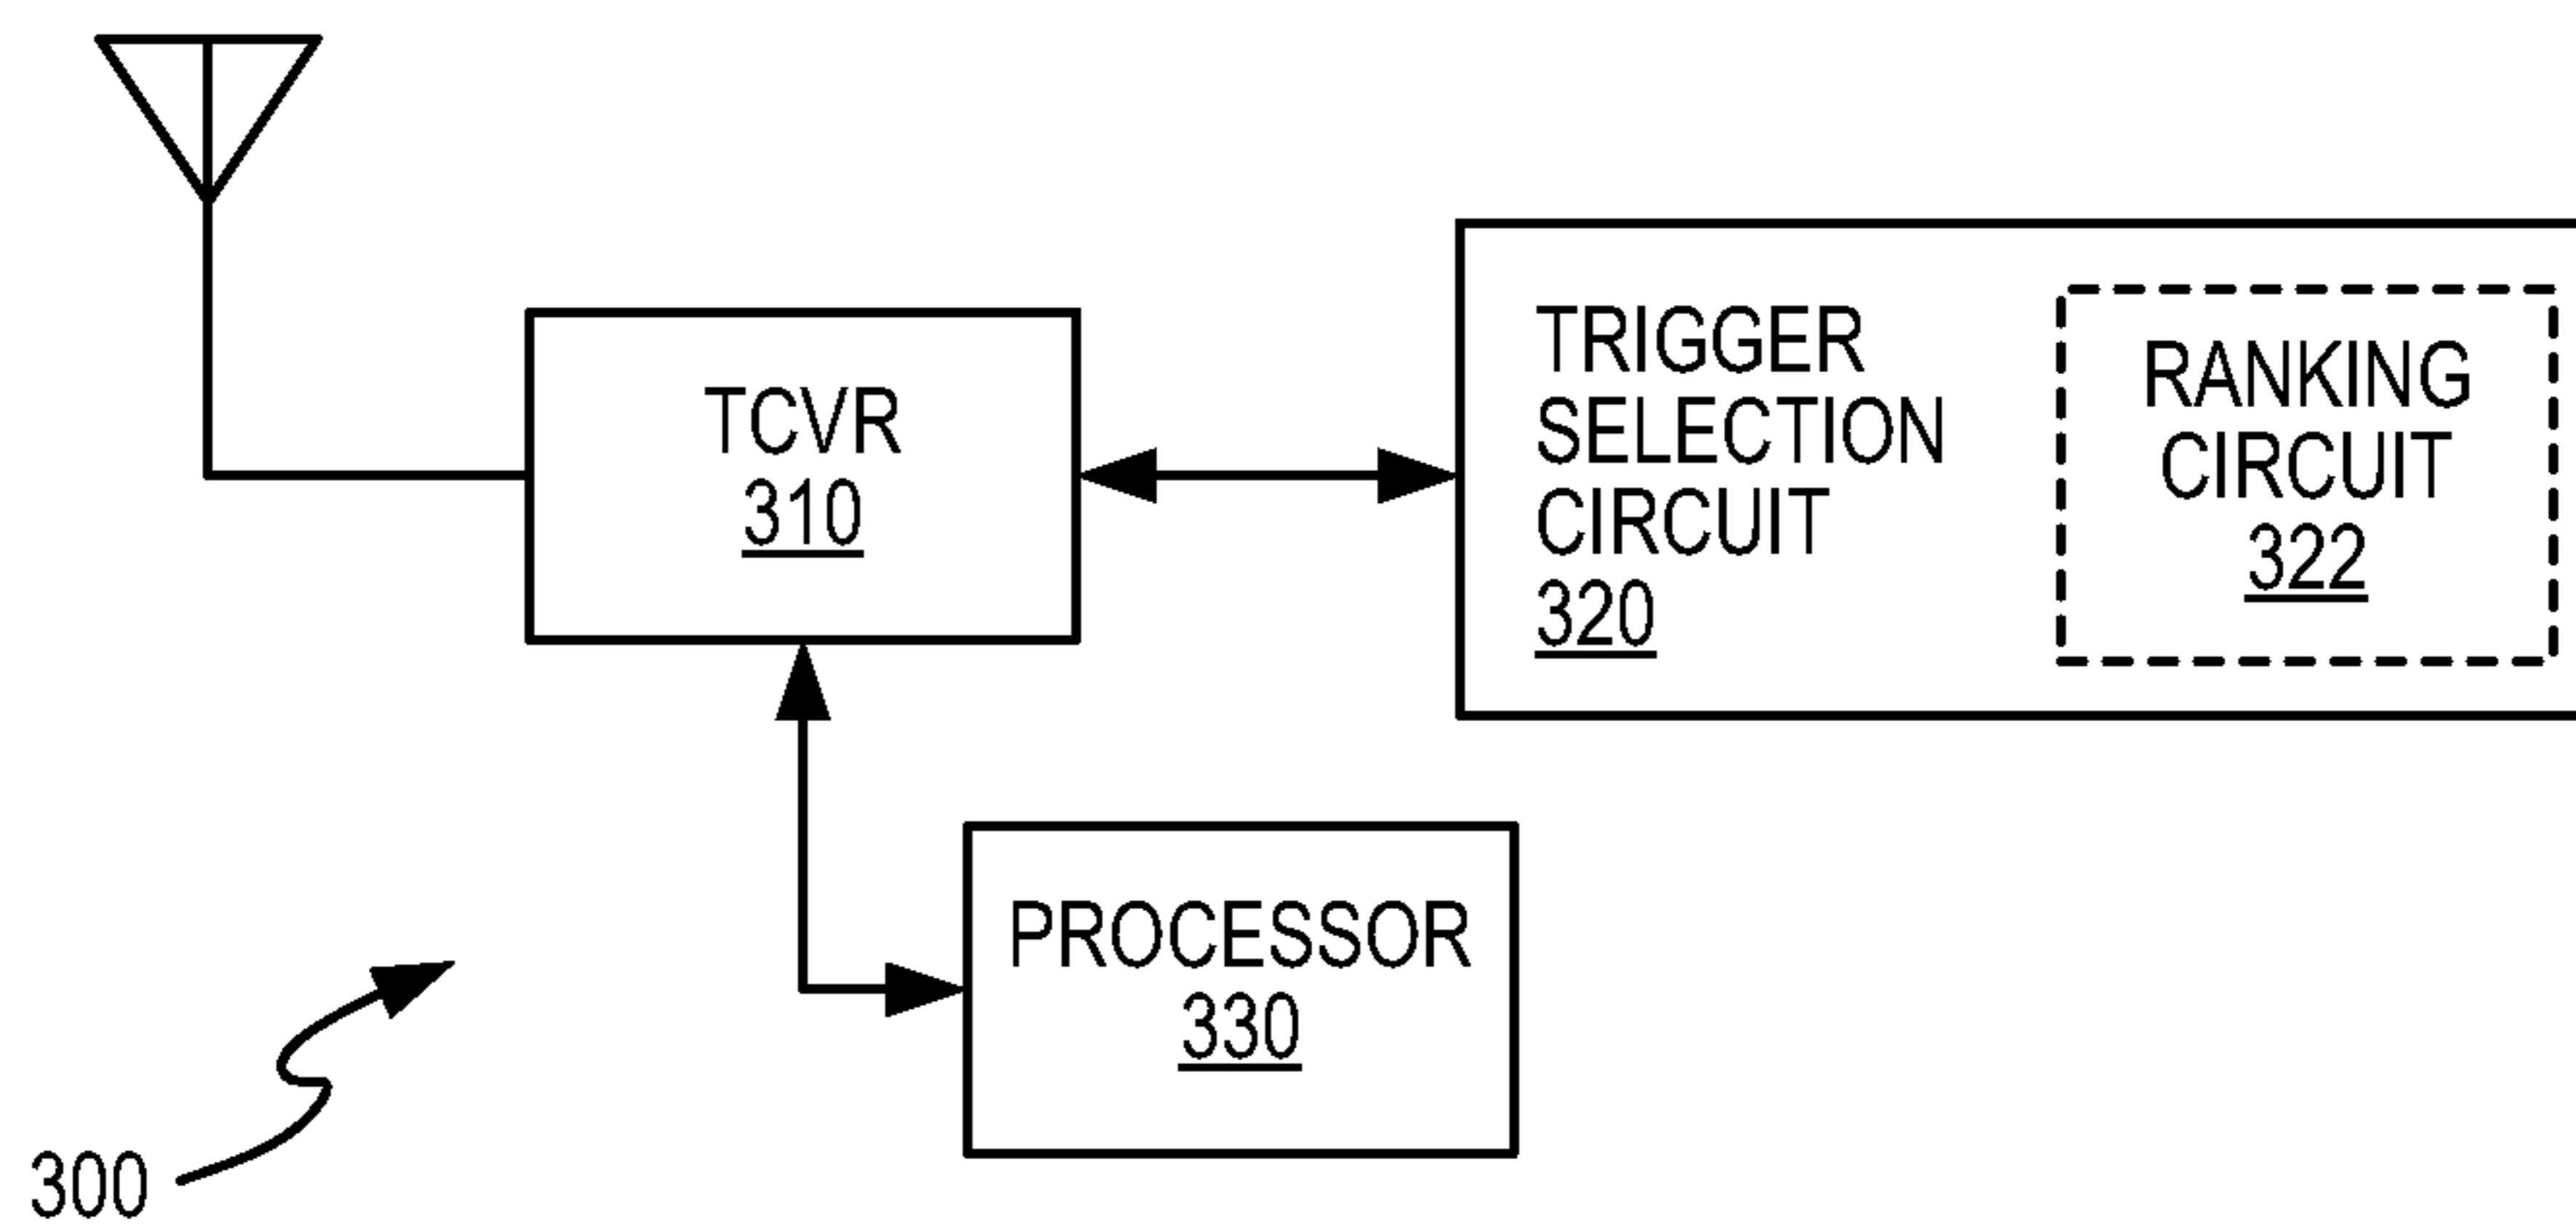 TCVR
310
TRIGGER
SELECTION
CIRCUIT
320
RANKING
CIRCUIT
322
PROCESSOR
330
300